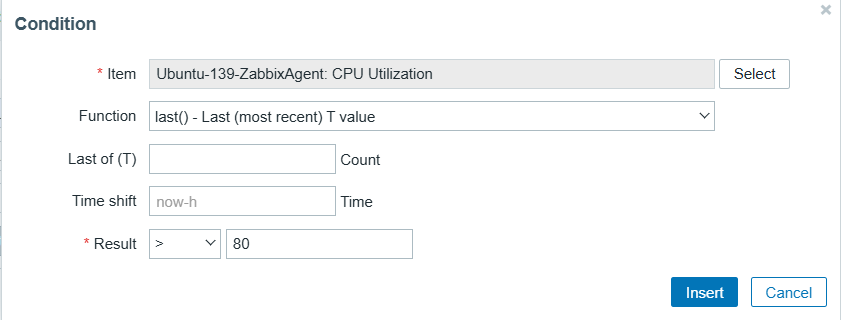 Condition
×
* Item Ubuntu-139-ZabbixAgent: CPU Utilization Select
Function last() - Last (most recent) T value
Last of (T) Count
Time shift now-h Time
* Result > 80
Insert Cancel